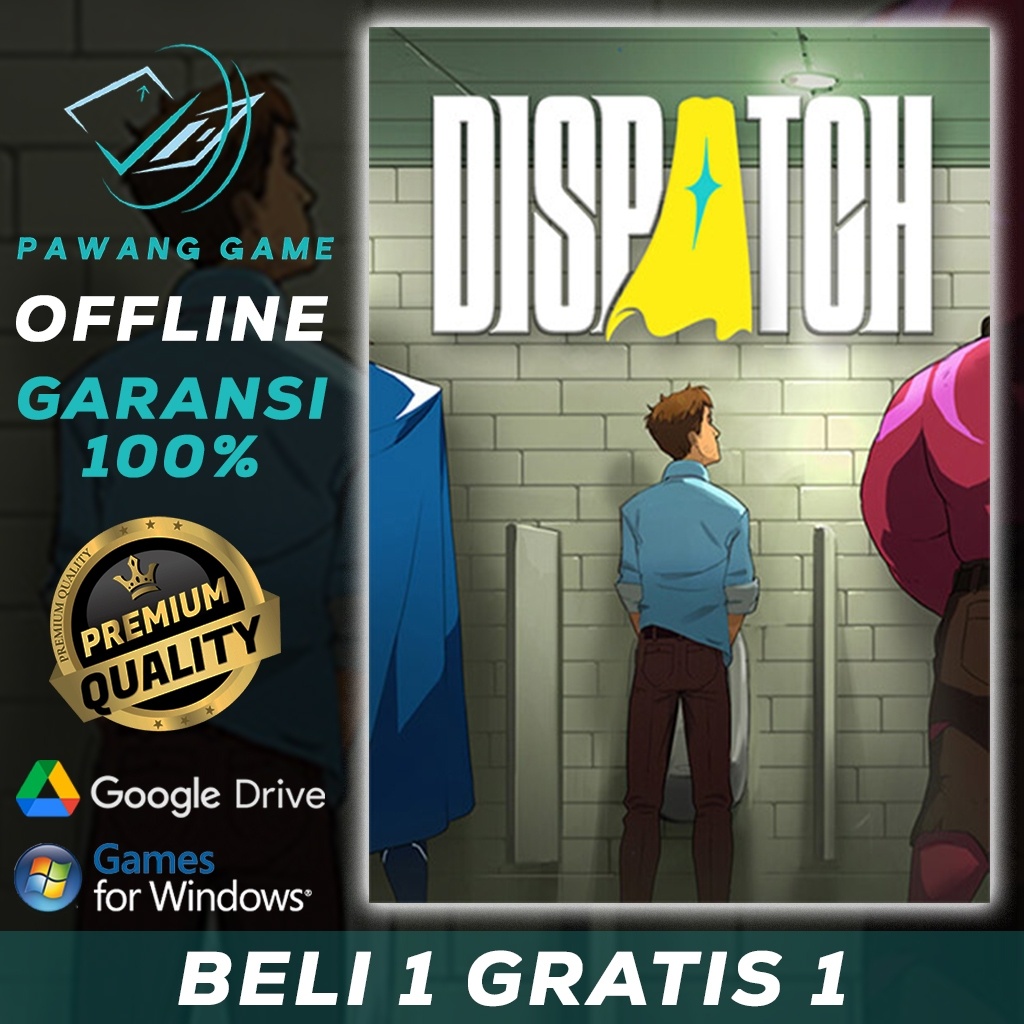 PAWANG GAME
OFFLINE
GARANSI
100%
PREMIUM QUALITY
PREMIUM
QUALITY
Google Drive
Games
for Windows®
DISPATCH
BELI 1 GRATIS 1